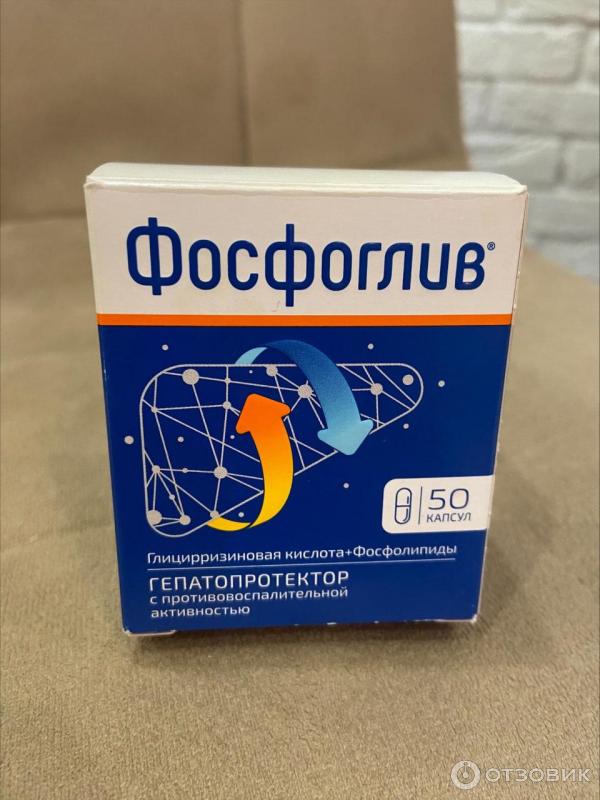 Фосфоглив®
50
капсул
Глицирризиновая кислота+Фосфолипиды
ГЕПАТОПРОТЕКТОР
с противовоспалительной
активностью
ОТЗОВИК